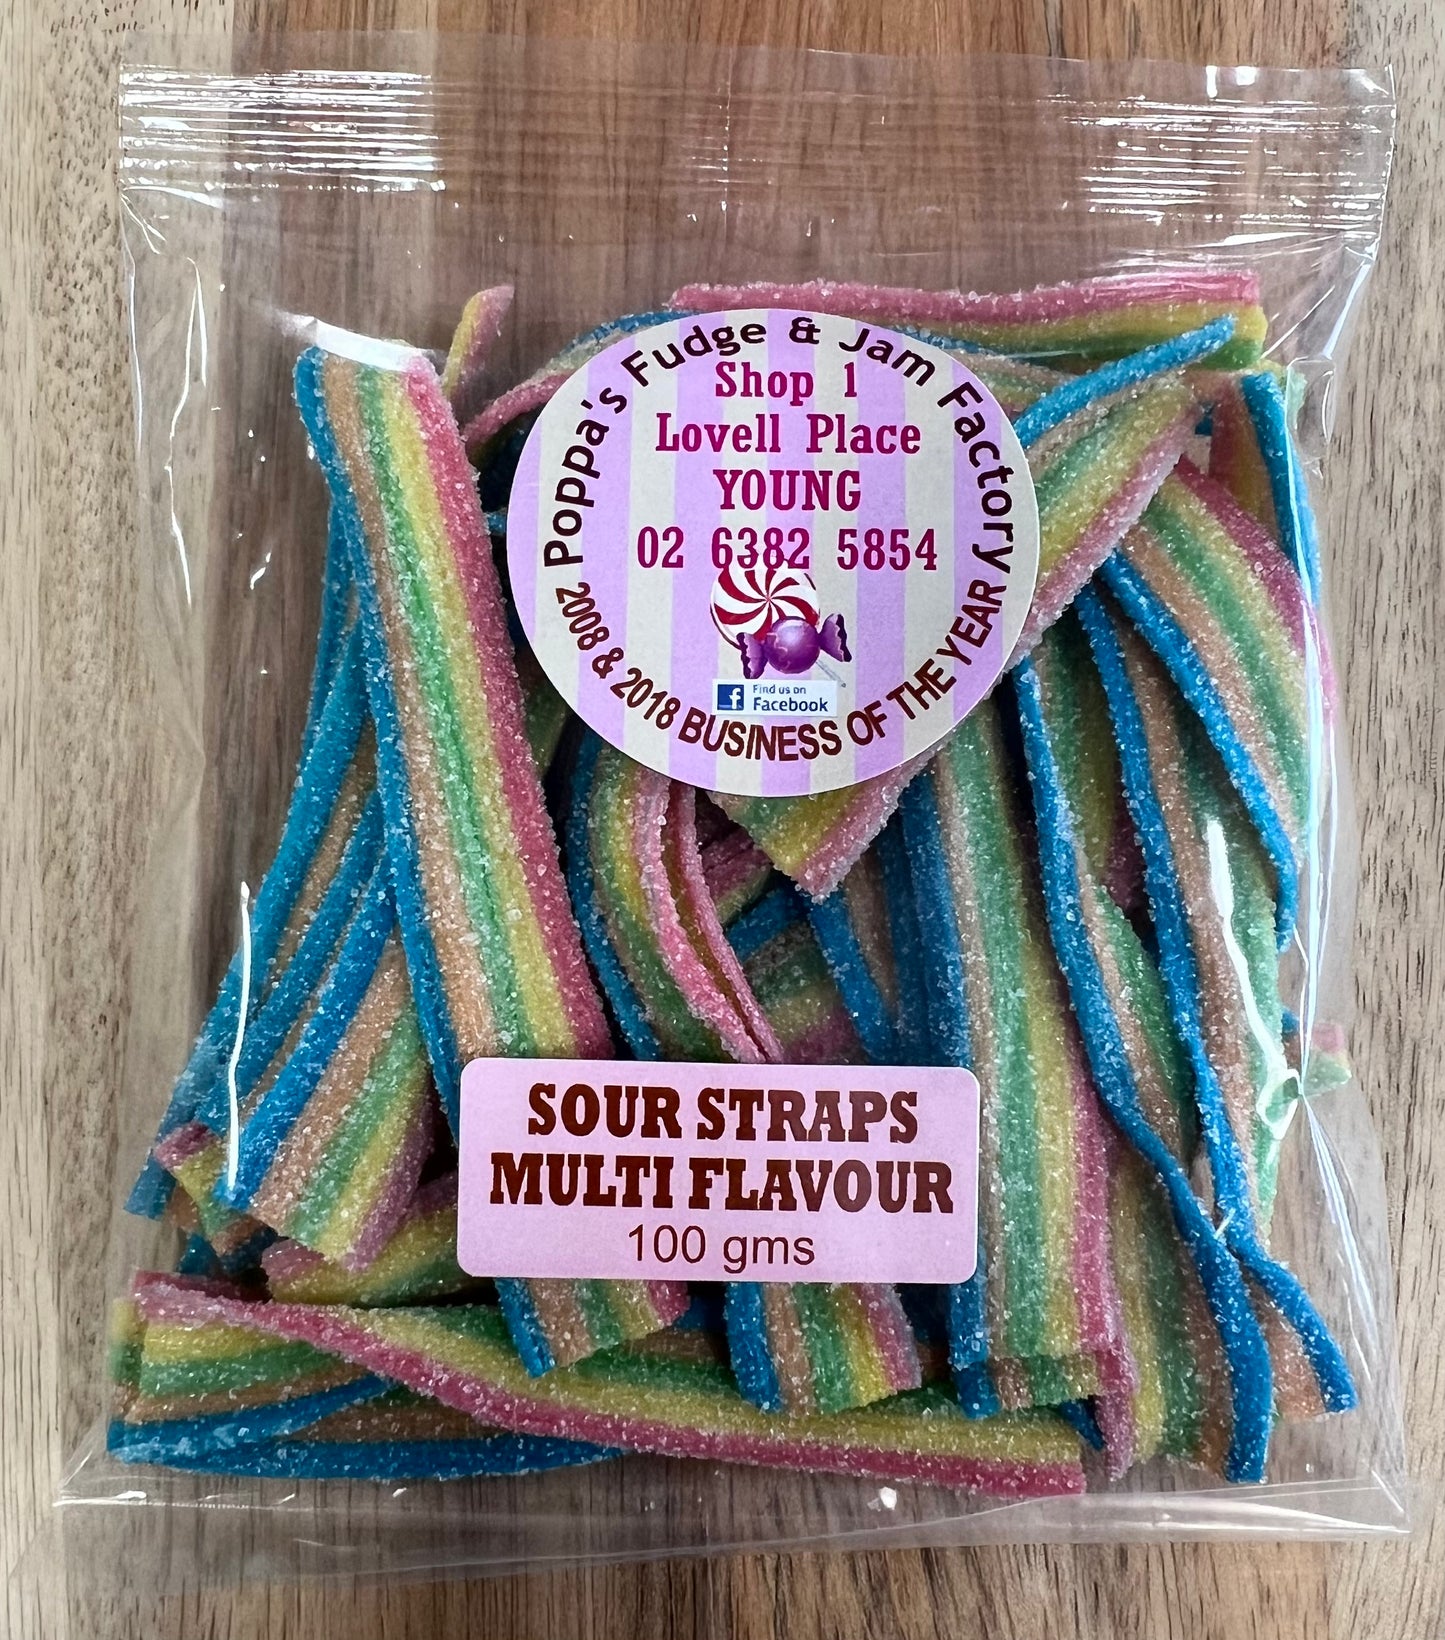 Poppa's Fudge & Jam Factory
Shop 1
Lovell Place
YOUNG
02 6382 5854
f
Find us on
Facebook
2008 & 2018 BUSINESS OF THE YEAR
SOUR STRAPS
MULTI FLAVOUR
100 gms